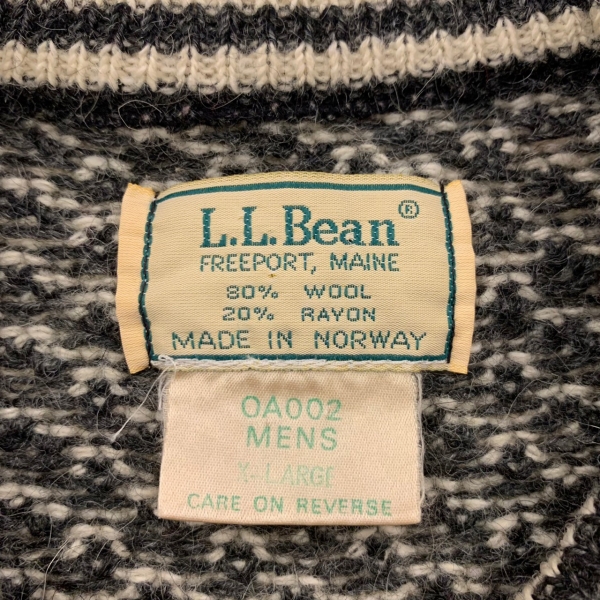 L.L.Bean®
FREEPORT, MAINE
80% WOOL
20% RAYON
MADE IN NORWAY
OA002
MENS
X-LARGE
CARE ON REVERSE